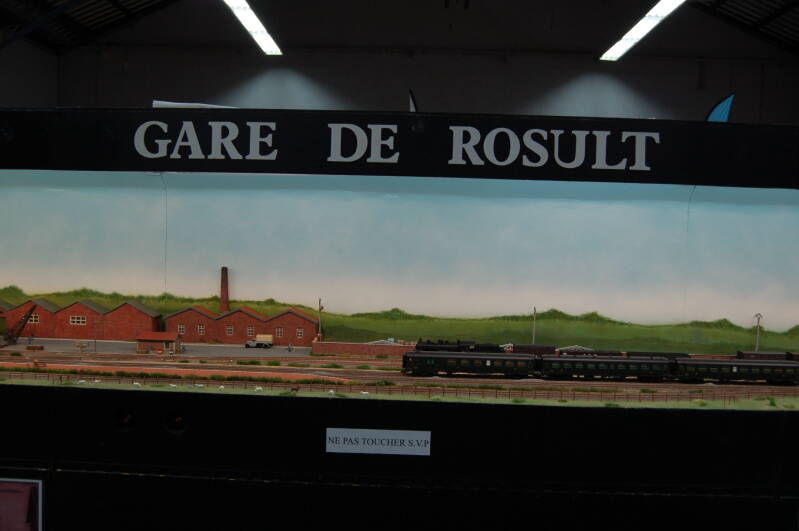 GARE DE ROSULT
NE PAS TOUCHER S.V.P